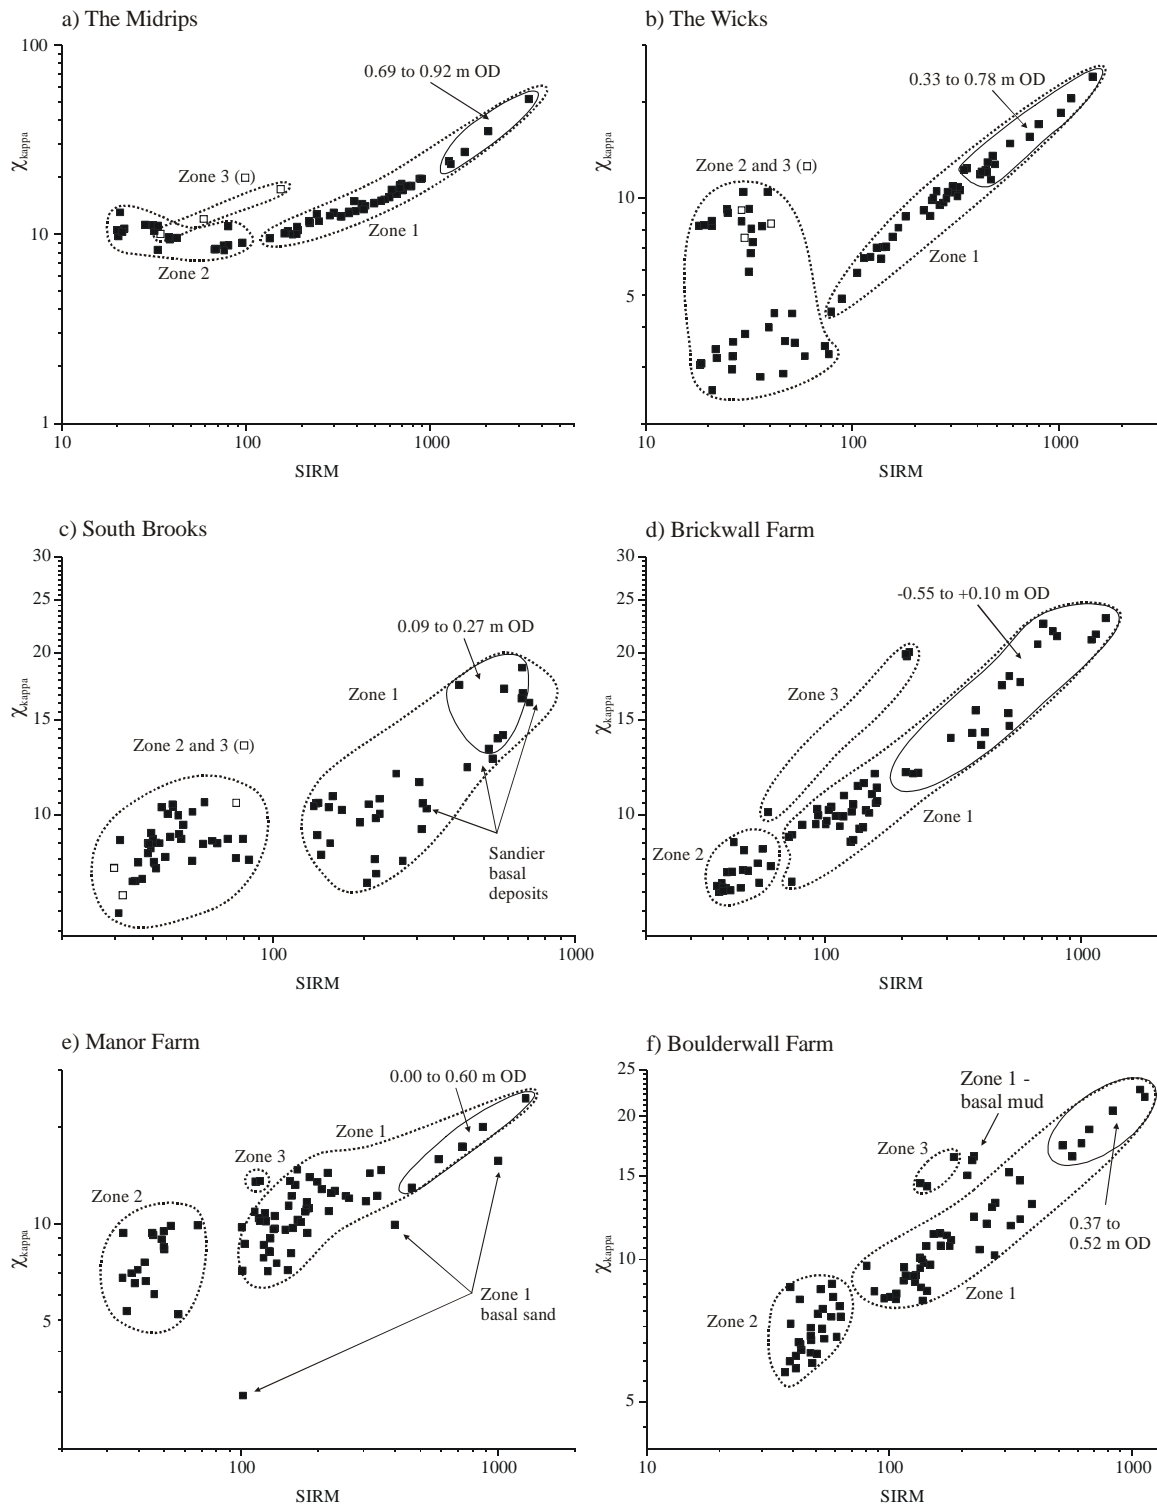 a) The Midrips
100
10
1
χkappa
0.69 to 0.92 m OD
Zone 3 (□)
Zone 1
Zone 2
10
100
1000
SIRM
b) The Wicks
10
5
χkappa
0.33 to 0.78 m OD
Zone 2 and 3 (□)
Zone 1
10
100
1000
SIRM
c) South Brooks
30
25
20
15
10
χkappa
0.09 to 0.27 m OD
Zone 1
Zone 2 and 3 (□)
Sandier
basal
deposits
100
1000
SIRM
d) Brickwall Farm
30
25
20
15
10
χkappa
-0.55 to +0.10 m OD
Zone 3
Zone 1
Zone 2
100
1000
SIRM
e) Manor Farm
10
5
χkappa
0.00 to 0.60 m OD
Zone 1
Zone 3
Zone 2
Zone 1
basal sand
100
1000
SIRM
f) Boulderwall Farm
25
20
15
10
5
χkappa
Zone 1 -
basal mud
Zone 3
0.37 to
0.52 m OD
Zone 1
Zone 2
10
100
1000
SIRM